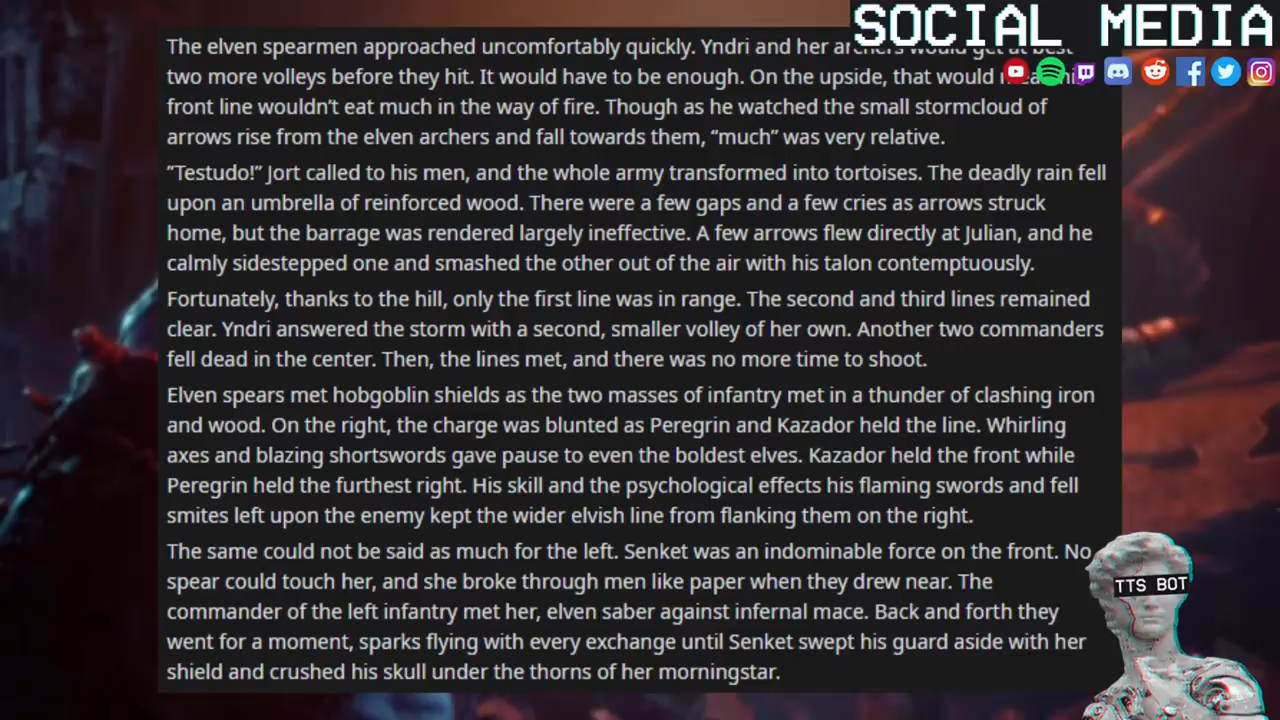 SOCIAL MEDIA
The elven spearmen approached uncomfortably quickly. Yndri and her archers would get at best
two more volleys before they hit. It would have to be enough. On the upside, that would mean his
front line wouldn’t eat much in the way of fire. Though as he watched the small stormcloud of
arrows rise from the elven archers and fall towards them, “much” was very relative.
“Testudo!” Jort called to his men, and the whole army transformed into tortoises. The deadly rain fell
upon an umbrella of reinforced wood. There were a few gaps and a few cries as arrows struck
home, but the barrage was rendered largely ineffective. A few arrows flew directly at Julian, and he
calmly sidestepped one and smashed the other out of the air with his talon contemptuously.
Fortunately, thanks to the hill, only the first line was in range. The second and third lines remained
clear. Yndri answered the storm with a second, smaller volley of her own. Another two commanders
fell dead in the center. Then, the lines met, and there was no more time to shoot.
Elven spears met hobgoblin shields as the two masses of infantry met in a thunder of clashing iron
and wood. On the right, the charge was blunted as Peregrin and Kazador held the line. Whirling
axes and blazing shortswords gave pause to even the boldest elves. Kazador held the front while
Peregrin held the furthest right. His skill and the psychological effects his flaming swords and fell
smites left upon the enemy kept the wider elvish line from flanking them on the right.
The same could not be said as much for the left. Senket was an indominable force on the front. No
spear could touch her, and she broke through men like paper when they drew near. The
commander of the left infantry met her, elven saber against infernal mace. Back and forth they
went for a moment, sparks flying with every exchange until Senket swept his guard aside with her
shield and crushed his skull under the thorns of her morningstar.
TTS BOT